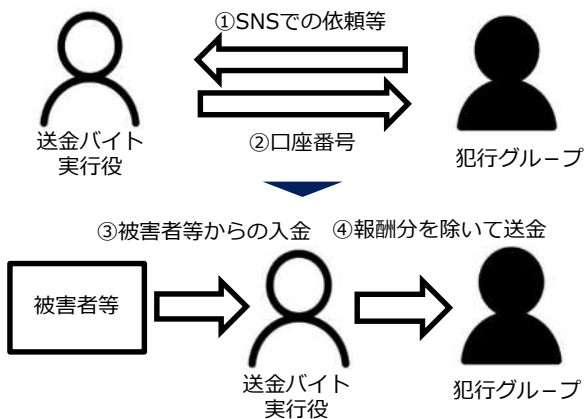 ①SNSでの依頼等
送金バイト
実行役
②口座番号
犯行グループ
③被害者等からの入金
④報酬分を除いて送金
被害者等
送金バイト
実行役
犯行グループ